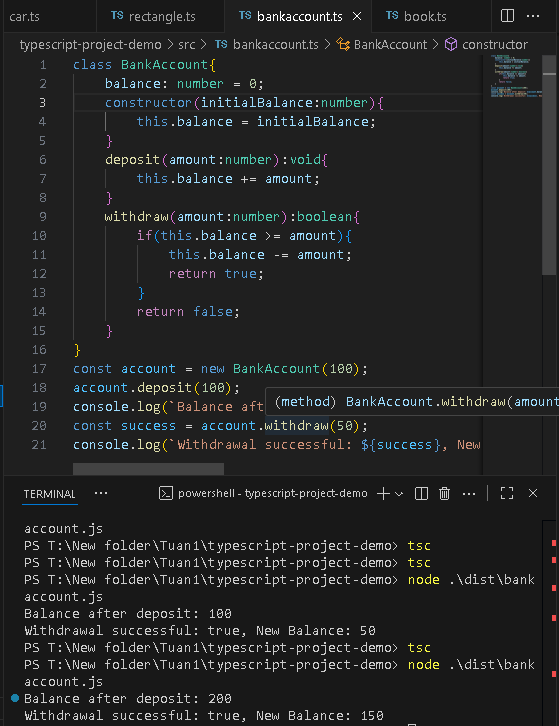 car.ts TS rectangle.ts TS bankaccount.ts × TS book.ts ···
typescript-project-demo > src > TS bankaccount.ts > BankAccount > constructor
1 class BankAccount{
2 balance: number = 0;
3 constructor(initialBalance:number){
4 this.balance = initialBalance;
5 }
6 deposit(amount:number):void{
7 this.balance += amount;
8 }
9 withdraw(amount:number):boolean{
10 if(this.balance >= amount){
11 this.balance -= amount;
12 return true;
13 }
14 return false;
15 }
16 }
17 const account = new BankAccount(100);
18 account.deposit(100);
(method) BankAccount.withdraw(amount
19 console.log(`Balance aft
20 const success = account.withdraw(50);
21 console.log(`Withdrawal successful: ${success}, New
TERMINAL ··· powershell - typescript-project-demo + ···
account.js
PS T:\New folder\Tuan1\typescript-project-demo> tsc
PS T:\New folder\Tuan1\typescript-project-demo> tsc
PS T:\New folder\Tuan1\typescript-project-demo> node .\dist\bank
account.js
Balance after deposit: 100
Withdrawal successful: true, New Balance: 50
PS T:\New folder\Tuan1\typescript-project-demo> tsc
PS T:\New folder\Tuan1\typescript-project-demo> node .\dist\bank
account.js
Balance after deposit: 200
Withdrawal successful: true, New Balance: 150